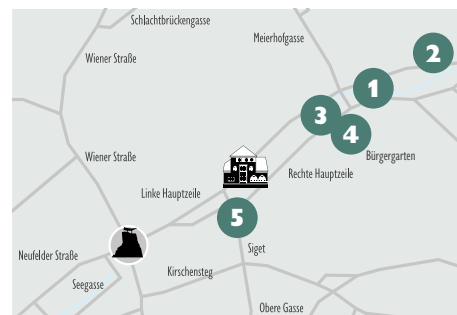 Schlachtbrückengasse
Meierhofgasse
2
Wiener Straße
1
3
4
Bürgergarten
Wiener Straße
Rechte Hauptzeile
Linke Hauptzeile
5
Siget
Neufelder Straße
Kirschensteg
Seegasse
Obere Gasse